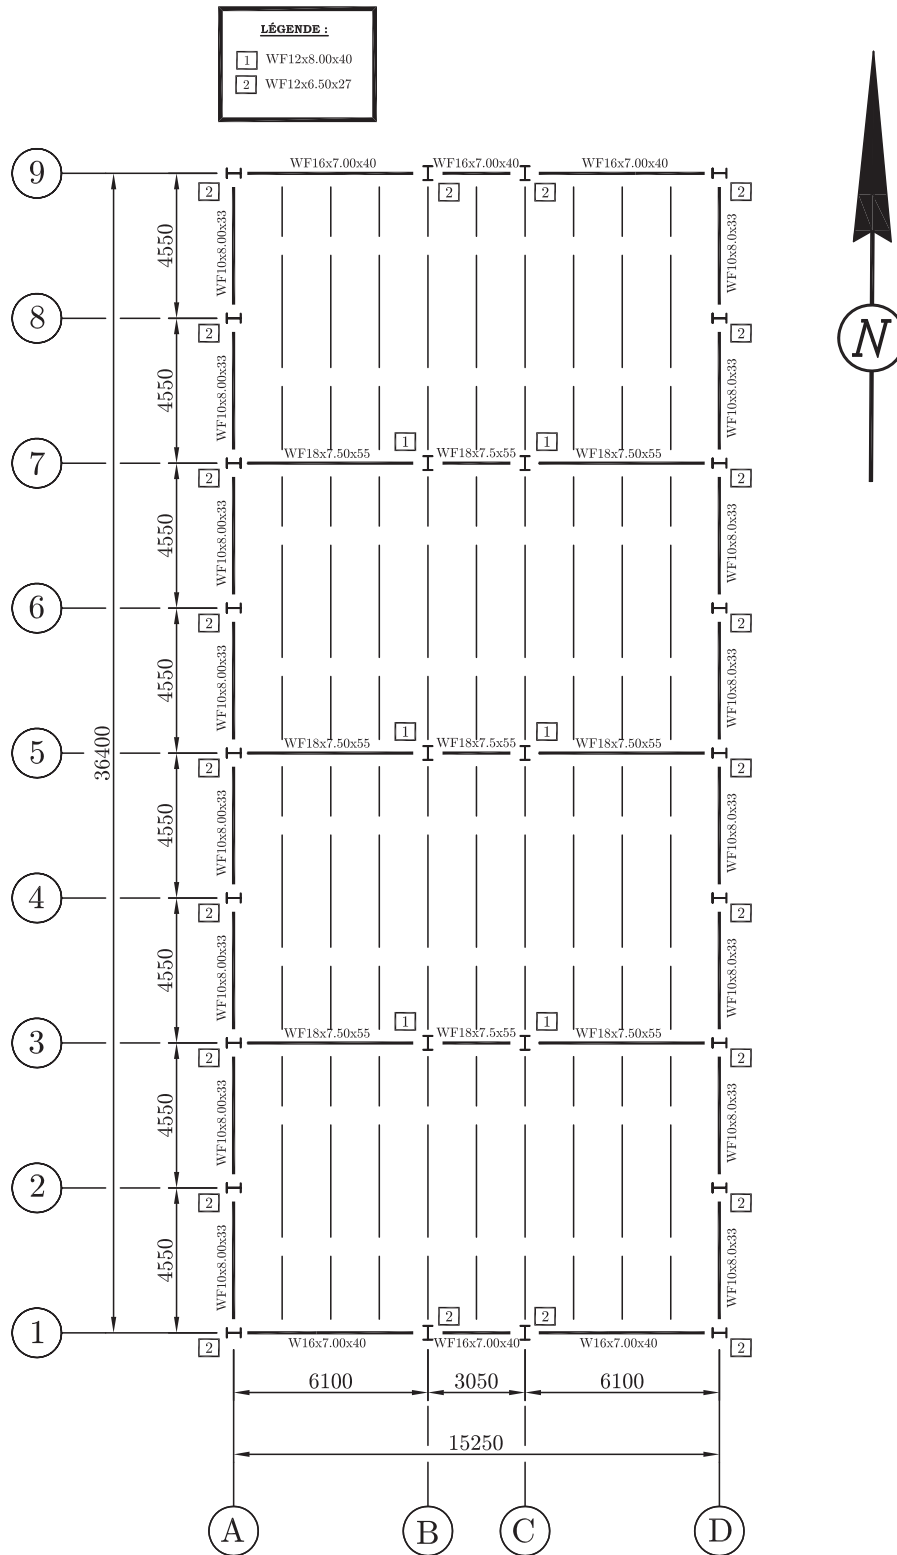 LÉGENDE :
1 WF12x8.00x40
2 WF12x6.50x27
N
9
WF16x7.00x40 WF16x7.00x40 WF16x7.00x40
2 2 2 2
4550 WF10x8.00x33 WF10x8.0x33
8
2 2
4550 WF10x8.00x33 WF10x8.0x33
1 1
7
WF18x7.50x55 WF18x7.5x55 WF18x7.50x55
2 2
4550 WF10x8.00x33 WF10x8.0x33
6
2 2
4550 WF10x8.00x33 WF10x8.0x33
1 1
36400
5
WF18x7.50x55 WF18x7.5x55 WF18x7.50x55
2 2
4550 WF10x8.00x33 WF10x8.0x33
4
2 2
4550 WF10x8.00x33 WF10x8.0x33
1 1
3
WF18x7.50x55 WF18x7.5x55 WF18x7.50x55
2 2
4550 WF10x8.00x33 WF10x8.0x33
2
2 2
4550 WF10x8.00x33 WF10x8.0x33
2 2
1
W16x7.00x40 WF16x7.00x40 W16x7.00x40
2 2
6100 3050 6100
15250
A B C D